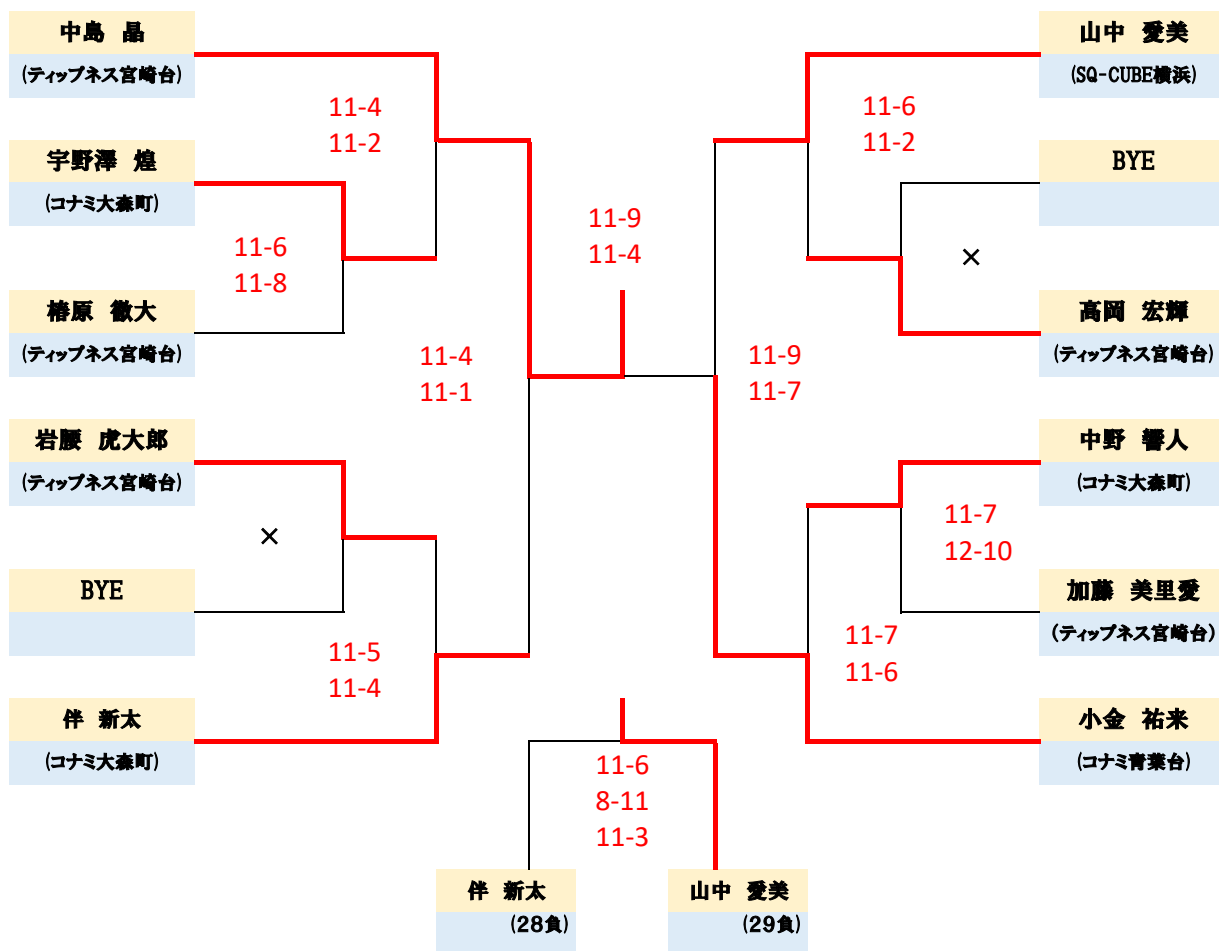 中島 晶
(ティップネス宮崎台)
11-4
11-2
宇野澤 煌
(コナミ大森町)
11-6
11-8
椿原 徹大
(ティップネス宮崎台)
11-4
11-1
岩腰 虎大郎
(ティップネス宮崎台)
×
BYE
11-5
11-4
伴 新太
(コナミ大森町)
11-9
11-4
山中 愛美
(SQ-CUBE横浜)
11-6
11-2
BYE
×
高岡 宏輝
(ティップネス宮崎台)
11-9
11-7
中野 響人
(コナミ大森町)
11-7
12-10
加藤 美里愛
(ティップネス宮崎台)
11-7
11-6
小金 祐来
(コナミ青葉台)
11-6
8-11
11-3
伴 新太
(28負)
山中 愛美
(29負)